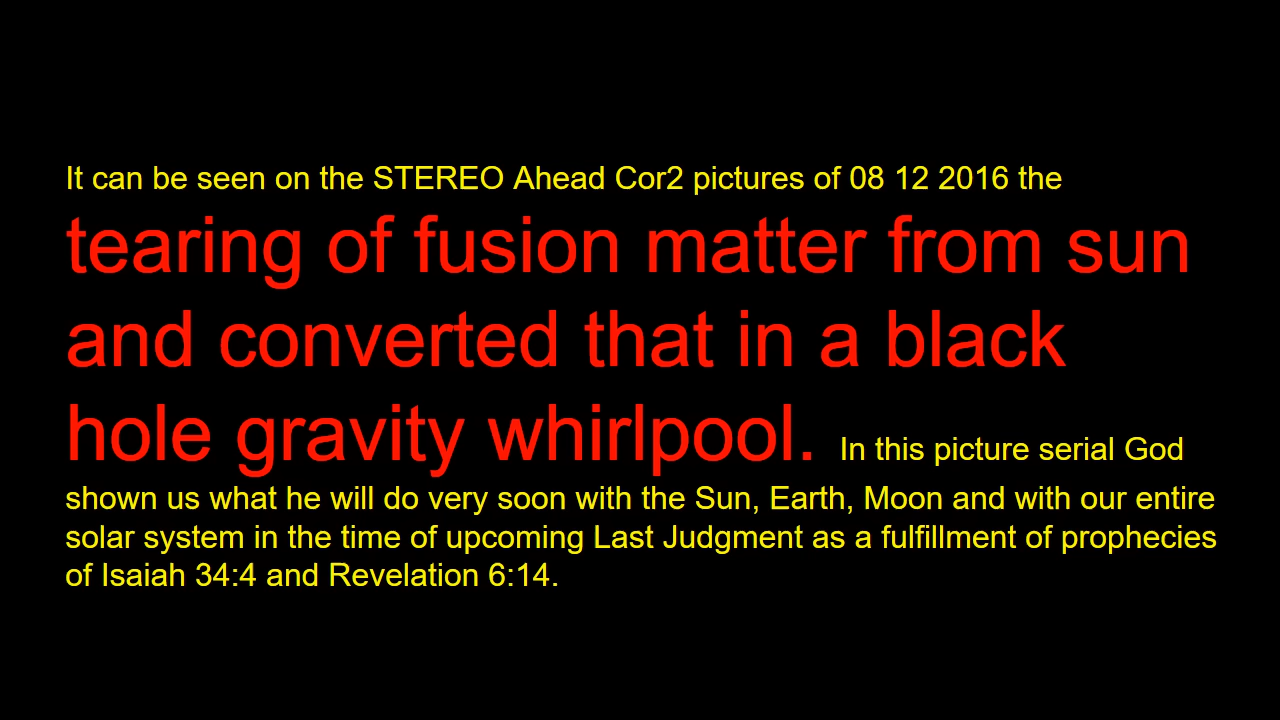 It can be seen on the STEREO Ahead Cor2 pictures of 08 12 2016 the
tearing of fusion matter from sun
and converted that in a black
hole gravity whirlpool. In this picture serial God
shown us what he will do very soon with the Sun, Earth, Moon and with our entire
solar system in the time of upcoming Last Judgment as a fulfillment of prophecies
of Isaiah 34:4 and Revelation 6:14.